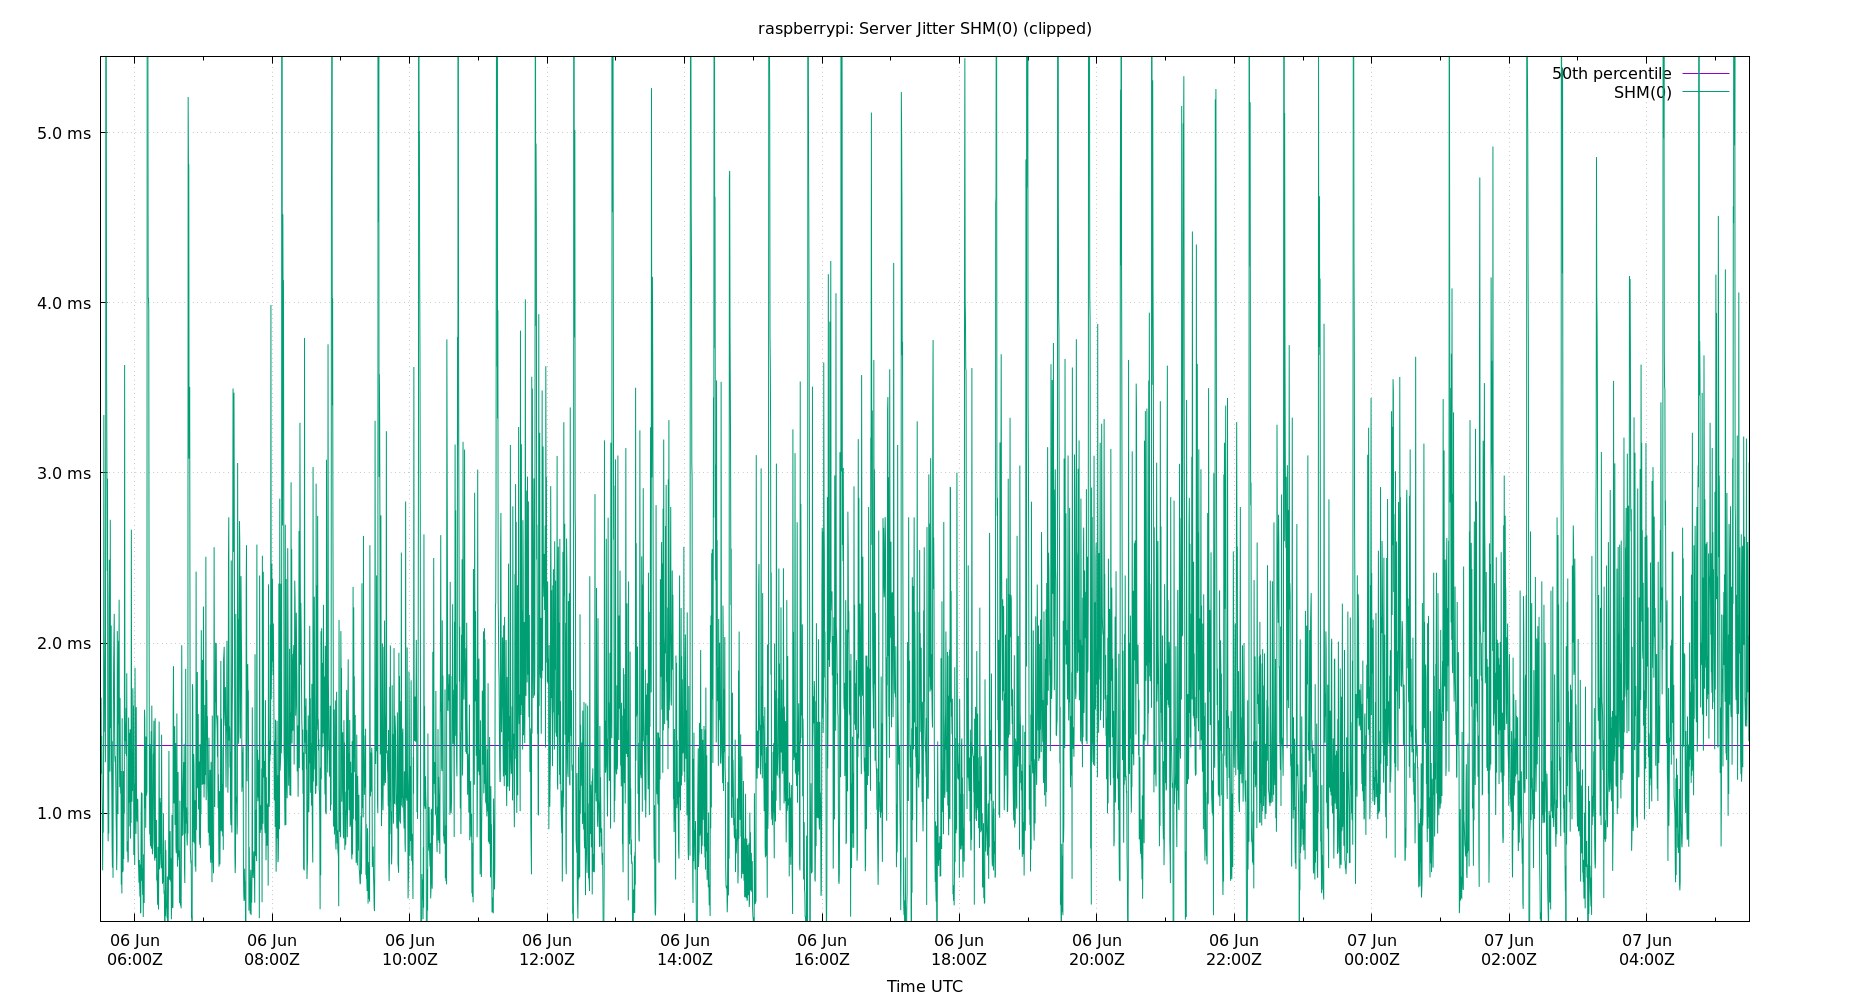 raspberrypi: Server Jitter SHM(0) (clipped)
50th percentile
SHM(0)
5.0 ms
4.0 ms
3.0 ms
2.0 ms
1.0 ms
06 Jun 06 Jun 06 Jun 06 Jun 06 Jun 06 Jun 06 Jun 06 Jun 06 Jun 07 Jun 07 Jun 07 Jun
06:00Z 08:00Z 10:00Z 12:00Z 14:00Z 16:00Z 18:00Z 20:00Z 22:00Z 00:00Z 02:00Z 04:00Z
Time UTC